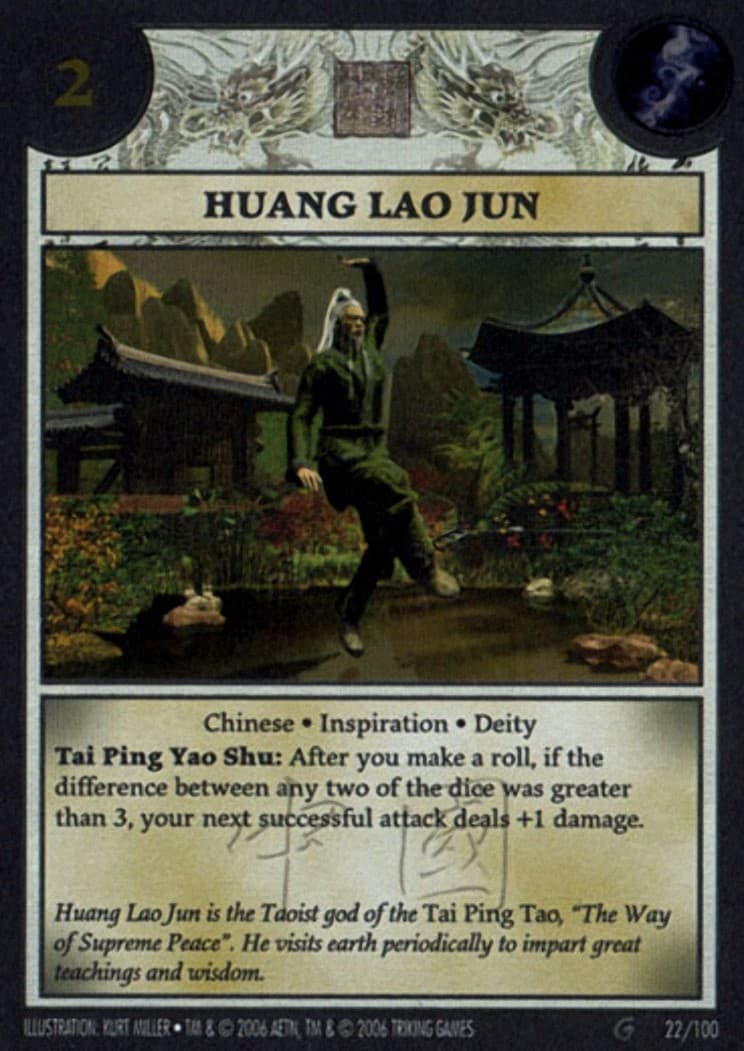 2
HUANG LAO JUN
Chinese • Inspiration • Deity
Tai Ping Yao Shu: After you make a roll, if the
difference between any two of the dice was greater
than 3, your next successful attack deals +1 damage.
中 國
Huang Lao Jun is the Taoist god of the Tai Ping Tao, “The Way
of Supreme Peace”. He visits earth periodically to impart great
teachings and wisdom.
ILLUSTRATION: KURT MILLER • TM & © 2006 AETN, TM & © 2006 TRIKING GAMES G 22/100